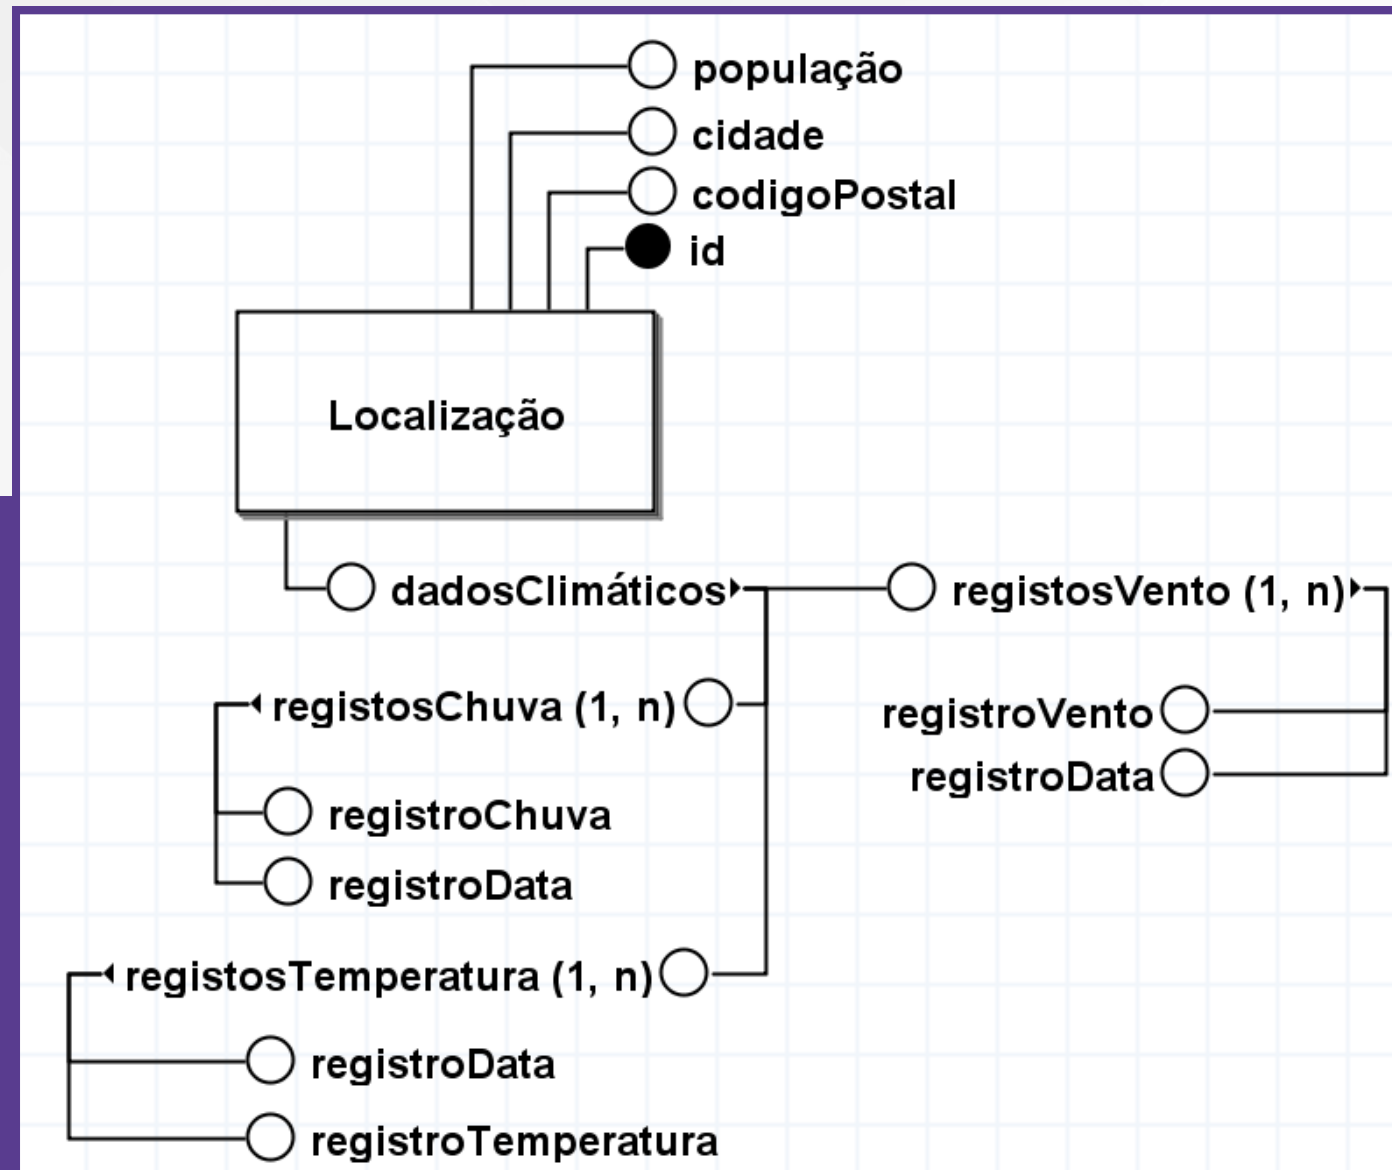 população
cidade
codigoPostal
id
Localização
dadosClimáticos
registosVento (1, n)
registosChuva (1, n)
registroVento
registroData
registroChuva
registroData
registosTemperatura (1, n)
registroData
registroTemperatura